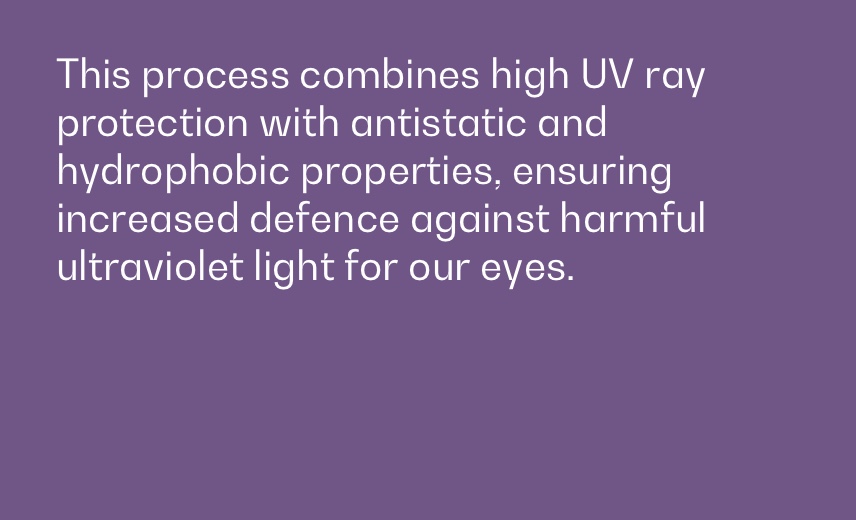 This process combines high UV ray
protection with antistatic and
hydrophobic properties, ensuring
increased defence against harmful
ultraviolet light for our eyes.